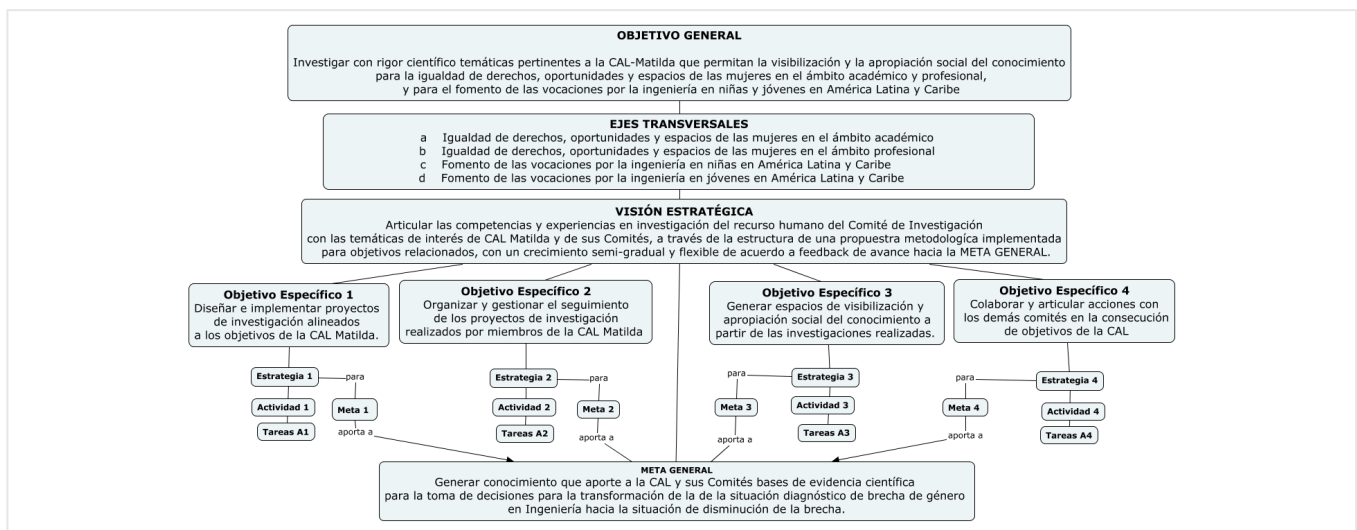 OBJETIVO GENERAL
Investigar con rigor científico temáticas pertinentes a la CAL-Matilda que permitan la visibilización y la apropiación social del conocimiento
para la igualdad de derechos, oportunidades y espacios de las mujeres en el ámbito académico y profesional,
y para el fomento de las vocaciones por la ingeniería en niñas y jóvenes en América Latina y Caribe
EJES TRANSVERSALES
a Igualdad de derechos, oportunidades y espacios de las mujeres en el ámbito académico
b Igualdad de derechos, oportunidades y espacios de las mujeres en el ámbito profesional
c Fomento de las vocaciones por la ingeniería en niñas en América Latina y Caribe
d Fomento de las vocaciones por la ingeniería en jóvenes en América Latina y Caribe
VISIÓN ESTRATÉGICA
Articular las competencias y experiencias en investigación del recurso humano del Comité de Investigación
con las temáticas de interés de CAL Matilda y de sus Comités, a través de la estructura de una propuestra metodologíca implementada
para objetivos relacionados, con un crecimiento semi-gradual y flexible de acuerdo a feedback de avance hacia la META GENERAL.
Objetivo Específico 1
Diseñar e implementar proyectos
de investigación alineados
a los objetivos de la CAL Matilda.
Estrategia 1
para
Actividad 1
Meta 1
Tareas A1
aporta a
Objetivo Específico 2
Organizar y gestionar el seguimiento
de los proyectos de investigación
realizados por miembros de la CAL Matilda
Estrategia 2
para
Actividad 2
Meta 2
Tareas A2
aporta a
Objetivo Específico 3
Generar espacios de visibilización y
apropiación social del conocimiento a
partir de las investigaciones realizadas.
para
Estrategia 3
Meta 3
Actividad 3
aporta a
Tareas A3
Objetivo Específico 4
Colaborar y articular acciones con
los demás comités en la consecución
de objetivos de la CAL
para
Estrategia 4
Meta 4
Actividad 4
aporta a
Tareas A4
META GENERAL
Generar conocimiento que aporte a la CAL y sus Comités bases de evidencia científica
para la toma de decisiones para la transformación de la de la situación diagnóstico de brecha de género
en Ingeniería hacia la situación de disminución de la brecha.